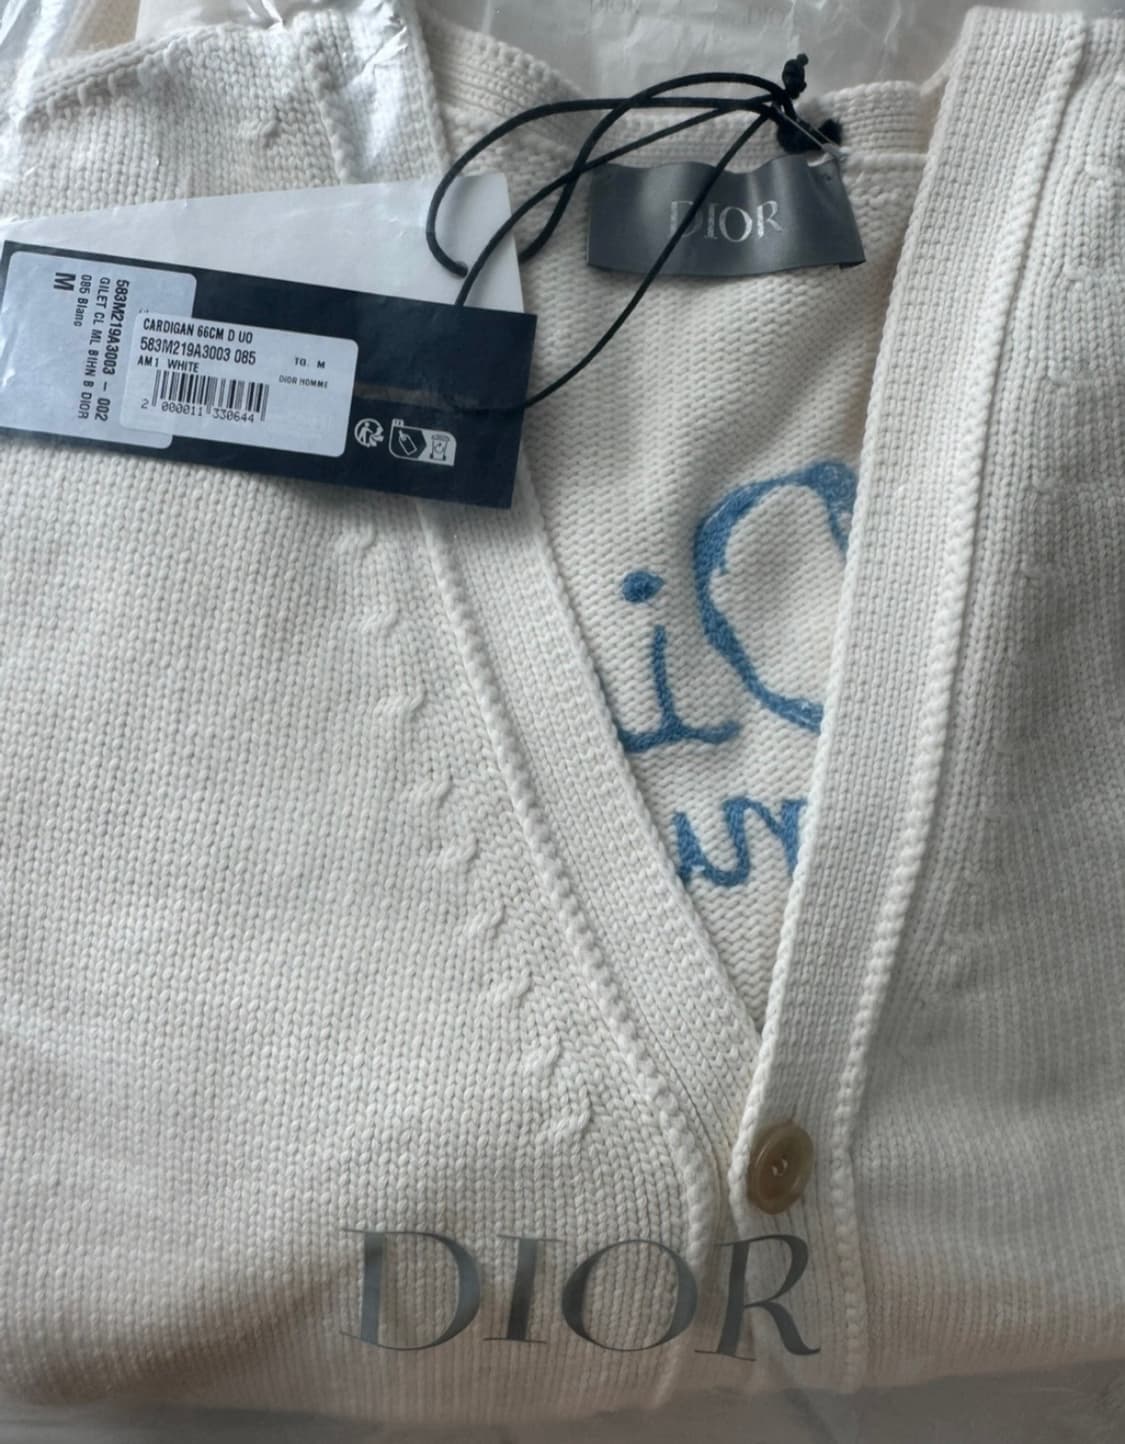 DIOR
583M219A3003 - 002
GILET CL ML BIHN B DIOR
085 Blanc
M
CARDIGAN 66CM D UO
583M219A3003 085
TG. M
AM1 WHITE
DIOR HOMME
2 000011 330644
DIOR